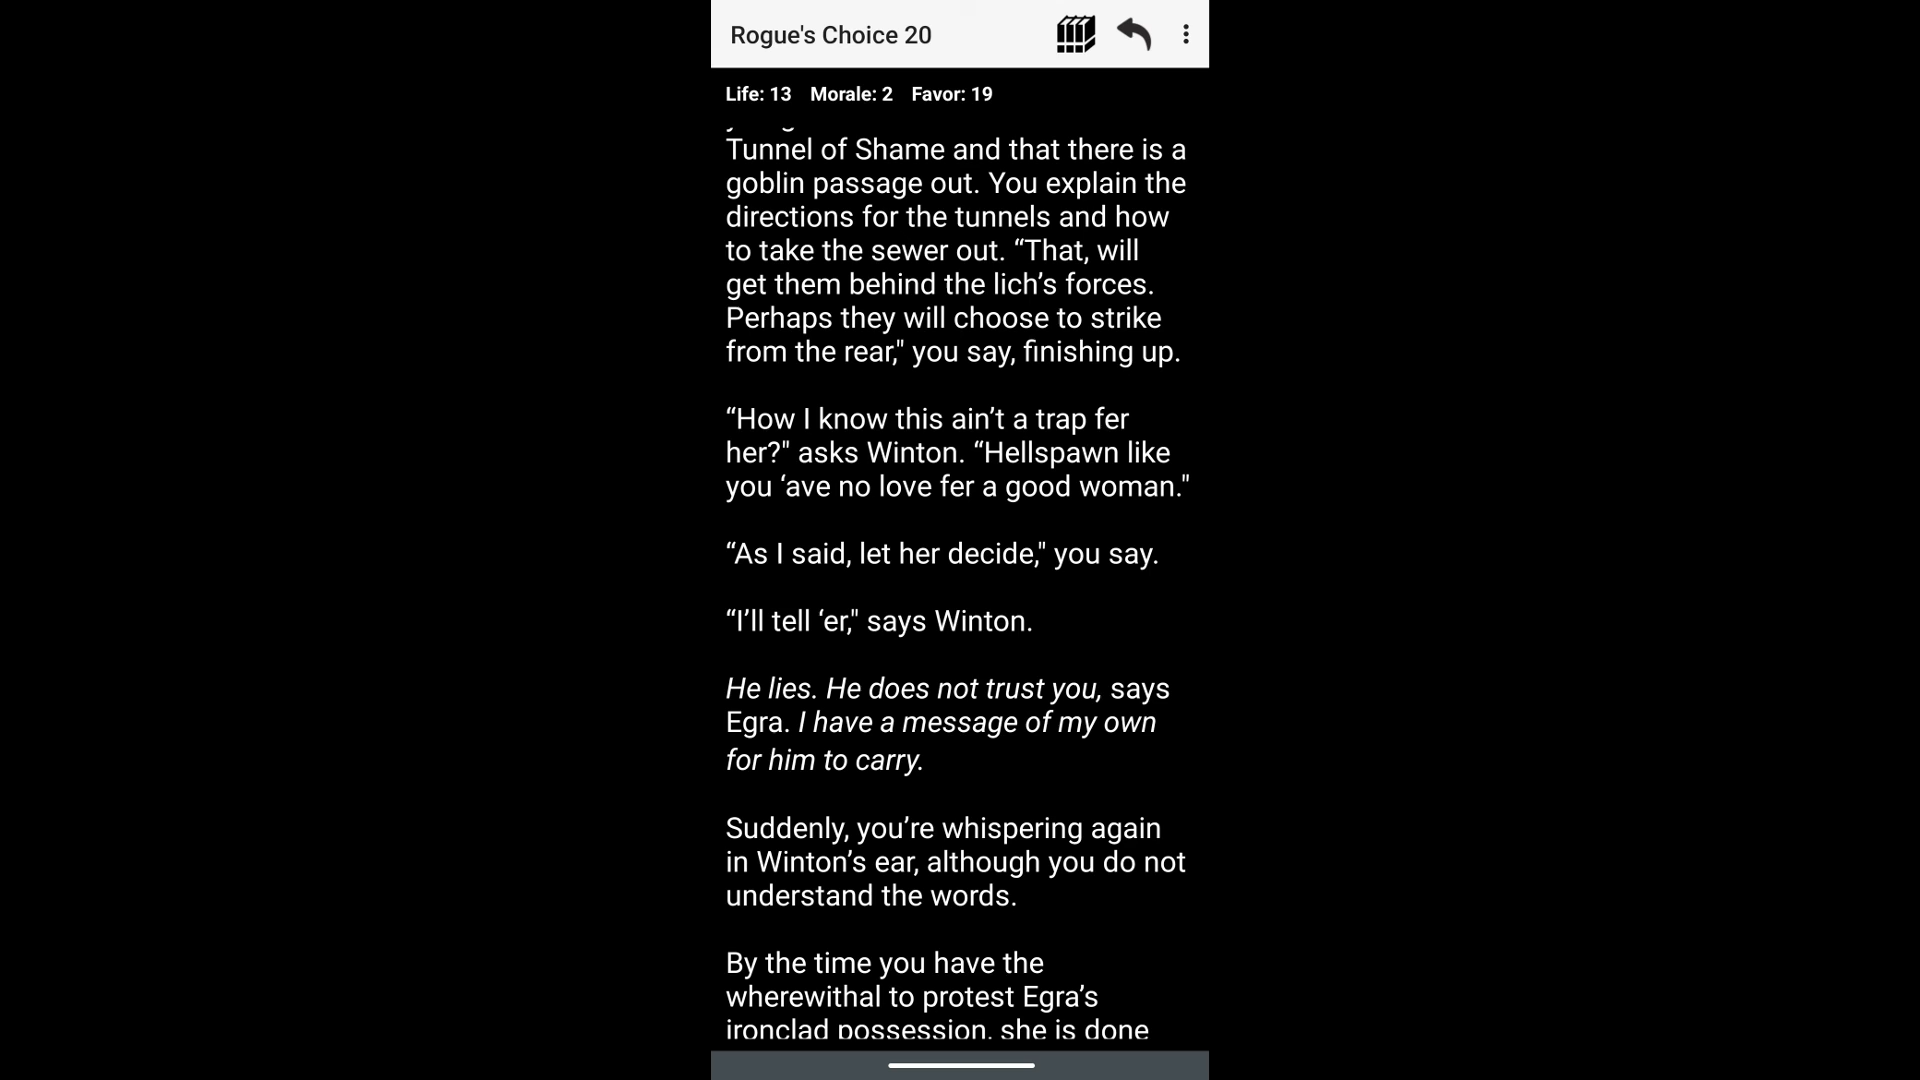 Rogue's Choice 20
Life: 13 Morale: 2 Favor: 19
Tunnel of Shame and that there is a
goblin passage out. You explain the
directions for the tunnels and how
to take the sewer out. “That, will
get them behind the lich’s forces.
Perhaps they will choose to strike
from the rear," you say, finishing up.
“How I know this ain’t a trap fer
her?" asks Winton. “Hellspawn like
you ‘ave no love fer a good woman."
“As I said, let her decide," you say.
“I’ll tell ‘er," says Winton.
He lies. He does not trust you, says
Egra. I have a message of my own
for him to carry.
Suddenly, you’re whispering again
in Winton’s ear, although you do not
understand the words.
By the time you have the
wherewithal to protest Egra’s
ironclad possession, she is done